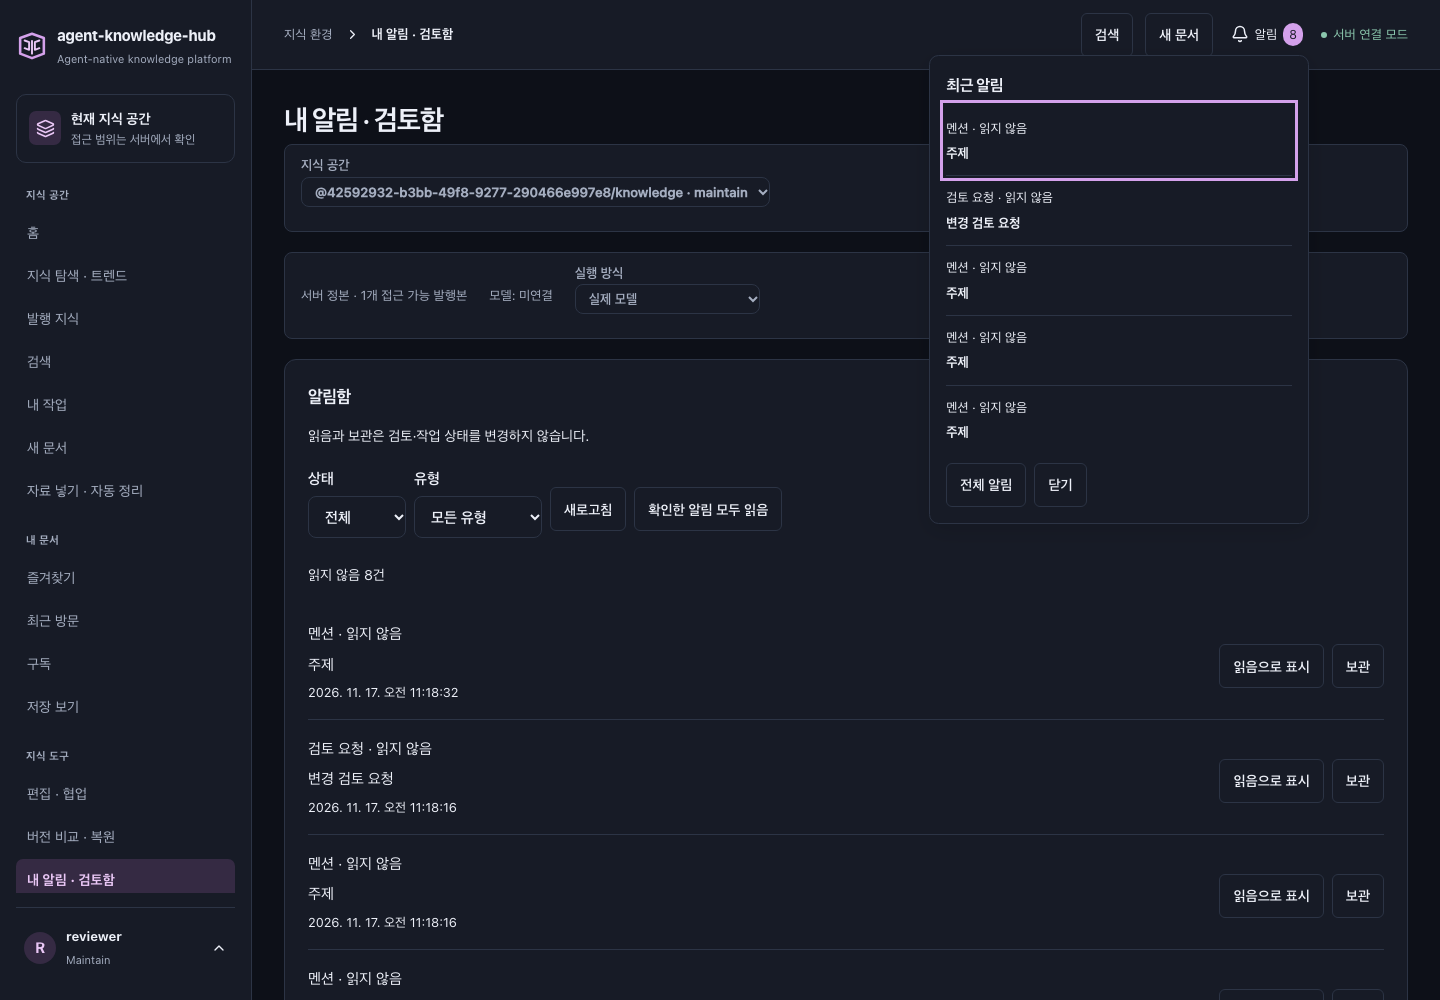 agent-knowledge-hub
Agent-native knowledge platform
현재 지식 공간
접근 범위는 서버에서 확인
지식 공간
홈
지식 탐색 · 트렌드
발행 지식
검색
내 작업
새 문서
자료 넣기 · 자동 정리
내 문서
즐겨찾기
최근 방문
구독
저장 보기
지식 도구
편집 · 협업
버전 비교 · 복원
내 알림 · 검토함
R
reviewer
Maintain
지식 환경
내 알림 · 검토함
검색
새 문서
알림 8
서버 연결 모드
내 알림 · 검토함
지식 공간
@42592932-b3bb-49f8-9277-290466e997e8/knowledge · maintain
서버 정본 · 1개 접근 가능 발행본
모델: 미연결
실행 방식
실제 모델
최근 알림
멘션 · 읽지 않음
주제
검토 요청 · 읽지 않음
변경 검토 요청
멘션 · 읽지 않음
주제
멘션 · 읽지 않음
주제
멘션 · 읽지 않음
주제
전체 알림
닫기
알림함
읽음과 보관은 검토·작업 상태를 변경하지 않습니다.
상태
유형
전체
모든 유형
새로고침
확인한 알림 모두 읽음
읽지 않음 8건
멘션 · 읽지 않음
주제
2026. 11. 17. 오전 11:18:32
읽음으로 표시
보관
검토 요청 · 읽지 않음
변경 검토 요청
2026. 11. 17. 오전 11:18:16
읽음으로 표시
보관
멘션 · 읽지 않음
주제
2026. 11. 17. 오전 11:18:16
읽음으로 표시
보관
멘션 · 읽지 않음